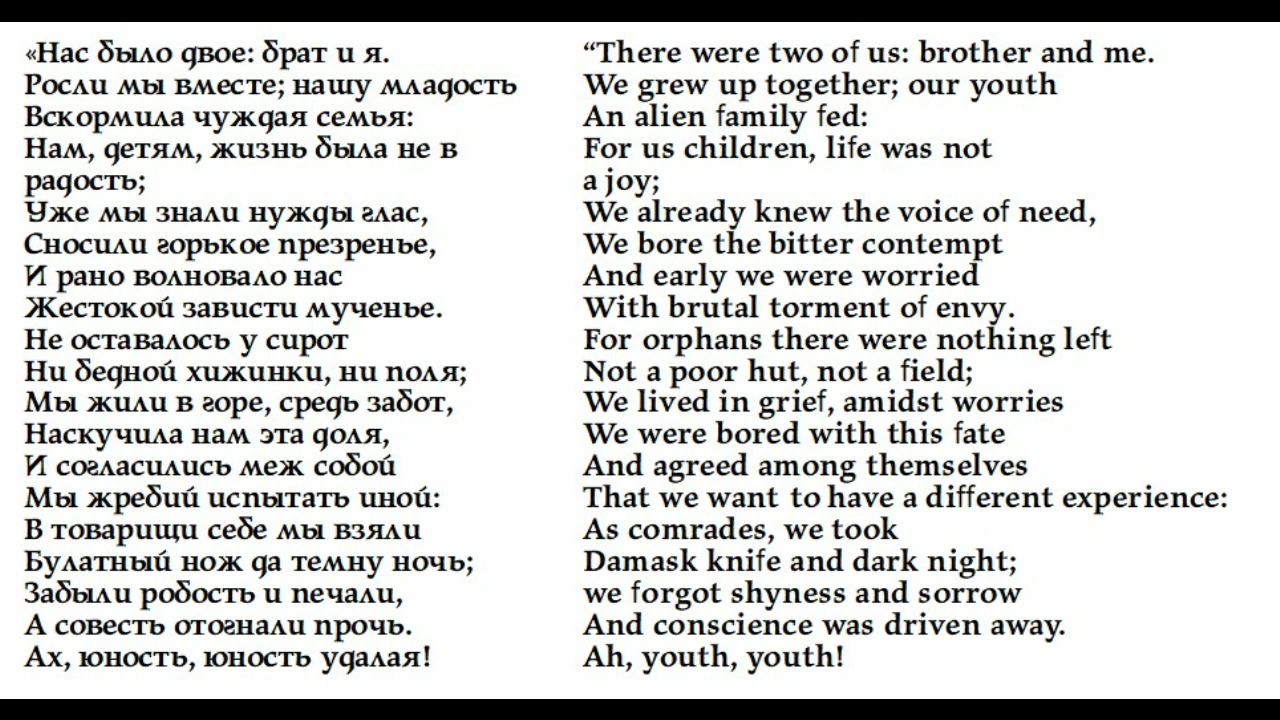 «Нас было двое: брат и я.
Росли мы вместе; нашу младость
Вскормила чуждая семья:
Нам, детям, жизнь была не в
радость;
Уже мы знали нужды глас,
Сносили горькое презренье,
И рано волновало нас
Жестокой зависти мученье.
Не оставалось у сирот
Ни бедной хижинки, ни поля;
Мы жили в горе, средь забот,
Наскучила нам эта доля,
И согласились меж собой
Мы жребий испытать иной:
В товарищи себе мы взяли
Булатный нож да темну ночь;
Забыли робость и печали,
А совесть отогнали прочь.
Ах, юность, юность удалая!
“There were two of us: brother and me.
We grew up together; our youth
An alien family fed:
For us children, life was not
a joy;
We already knew the voice of need,
We bore the bitter contempt
And early we were worried
With brutal torment of envy.
For orphans there were nothing left
Not a poor hut, not a field;
We lived in grief, amidst worries
We were bored with this fate
And agreed among themselves
That we want to have a different experience:
As comrades, we took
Damask knife and dark night;
we forgot shyness and sorrow
And conscience was driven away.
Ah, youth, youth!